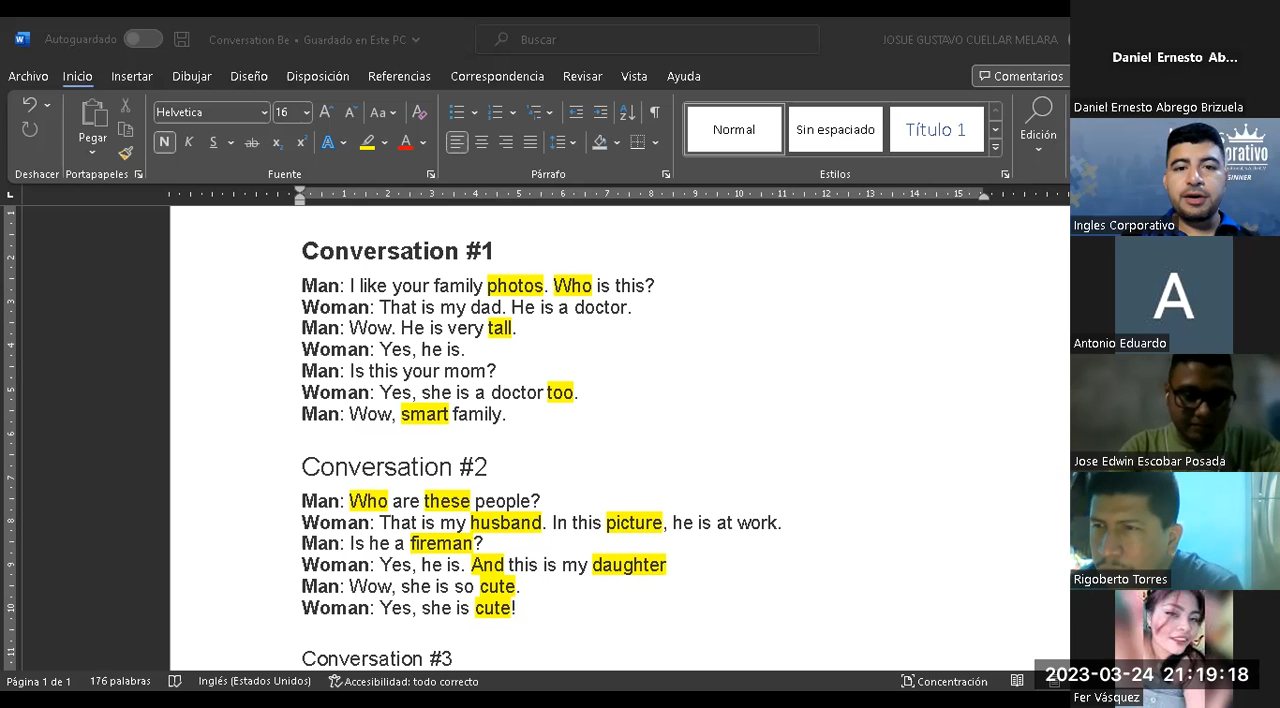 Autoguardado
Conversation Be • Guardado en Este PC
Buscar
JOSUE GUSTAVO CUELLAR MELARA
Archivo Inicio Insertar Dibujar Diseño Disposición Referencias Correspondencia Revisar Vista Ayuda
Comentarios
Pegar
Helvetica 16
Normal
Sin espaciado
Título 1
Edición
Deshacer Portapapeles Fuente Párrafo Estilos
Conversation #1
Man: I like your family photos. Who is this?
Woman: That is my dad. He is a doctor.
Man: Wow. He is very tall.
Woman: Yes, he is.
Man: Is this your mom?
Woman: Yes, she is a doctor too.
Man: Wow, smart family.
Conversation #2
Man: Who are these people?
Woman: That is my husband. In this picture, he is at work.
Man: Is he a fireman?
Woman: Yes, he is. And this is my daughter
Man: Wow, she is so cute.
Woman: Yes, she is cute!
Conversation #3
Página 1 de 1 176 palabras Inglés (Estados Unidos) Accesibilidad: todo correcto Concentración
Daniel Ernesto Ab...
Daniel Ernesto Abrego Brizuela
Ingles Corporativo
A
Antonio Eduardo
Jose Edwin Escobar Posada
Rigoberto Torres
2023-03-24 21:19:18
Fer Vásquez